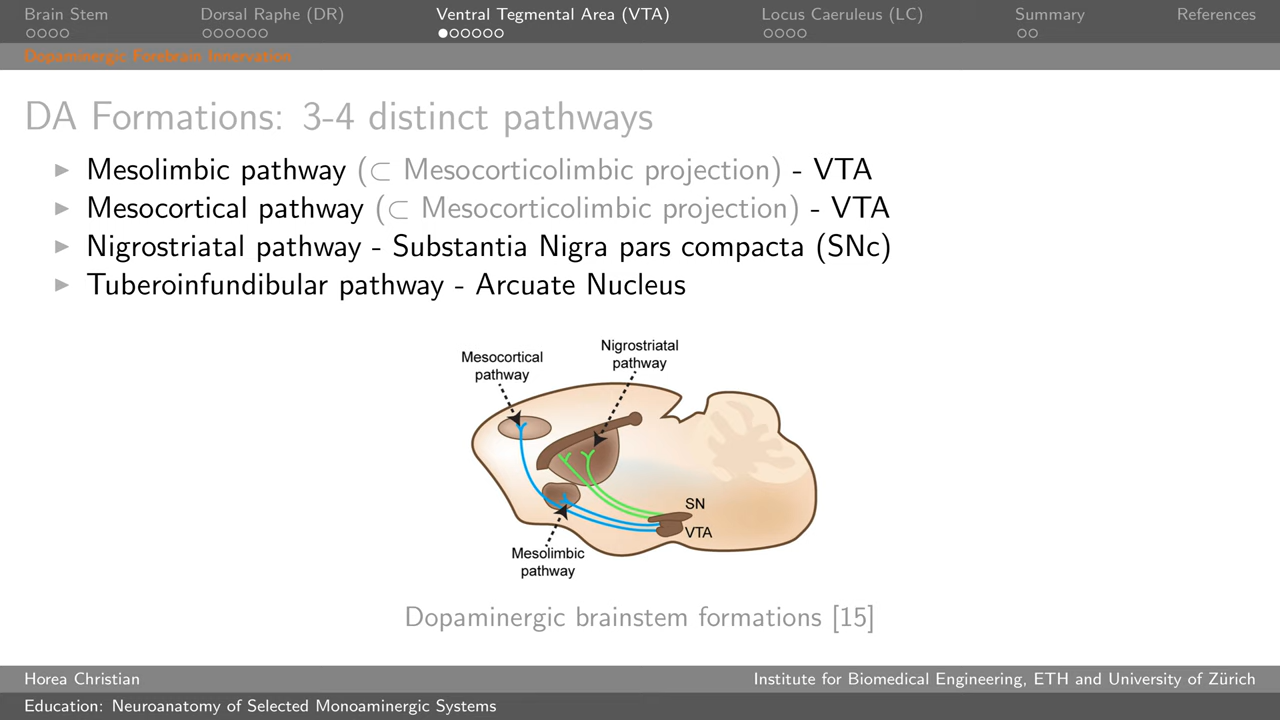 Brain Stem Dorsal Raphe (DR) Ventral Tegmental Area (VTA) Locus Caeruleus (LC) Summary References
Dopaminergic Forebrain Innervation
DA Formations: 3-4 distinct pathways
Mesolimbic pathway (⊂ Mesocorticolimbic projection) - VTA
Mesocortical pathway (⊂ Mesocorticolimbic projection) - VTA
Nigrostriatal pathway - Substantia Nigra pars compacta (SNc)
Tuberoinfundibular pathway - Arcuate Nucleus
Nigrostriatal
pathway
Mesocortical
pathway
SN
VTA
Mesolimbic
pathway
Dopaminergic brainstem formations [15]
Horea Christian Institute for Biomedical Engineering, ETH and University of Zürich
Education: Neuroanatomy of Selected Monoaminergic Systems